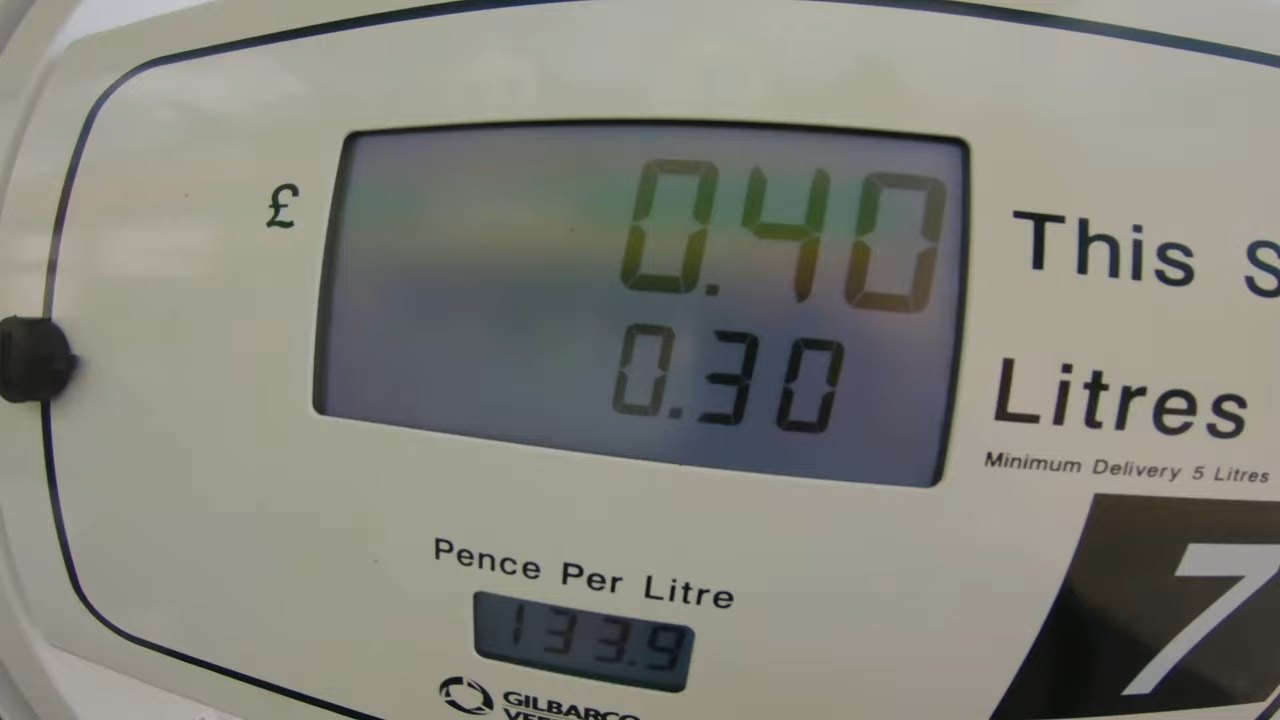 £ 0.40 This S
0.30 Litres
Minimum Delivery 5 Litres
7
Pence Per Litre
133.9
GILBARCO